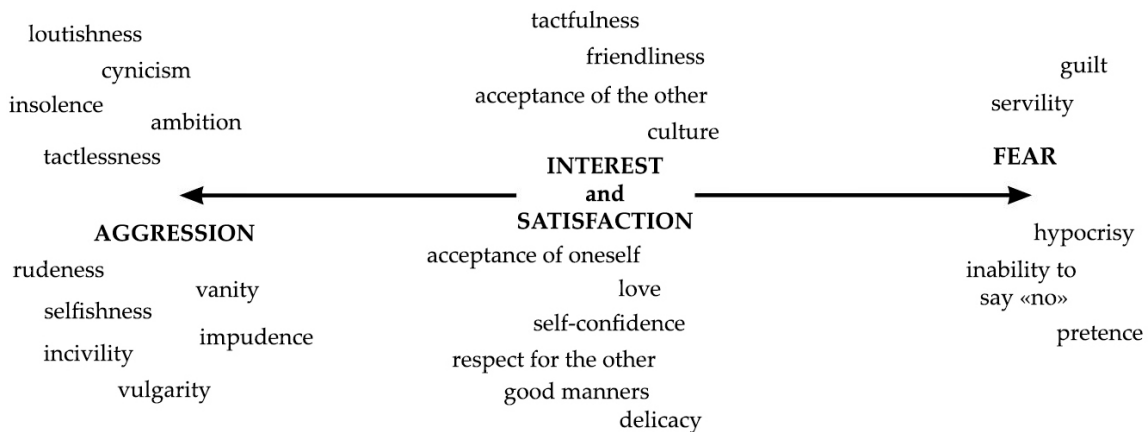 loutishness
cynicism
insolence
ambition
tactlessness
AGGRESSION
rudeness
vanity
selfishness
impudence
incivility
vulgarity
tactfulness
friendliness
acceptance of the other
culture
INTEREST
and
SATISFACTION
acceptance of oneself
love
self-confidence
respect for the other
good manners
delicacy
guilt
servility
FEAR
hypocrisy
inability to
say «no»
pretence